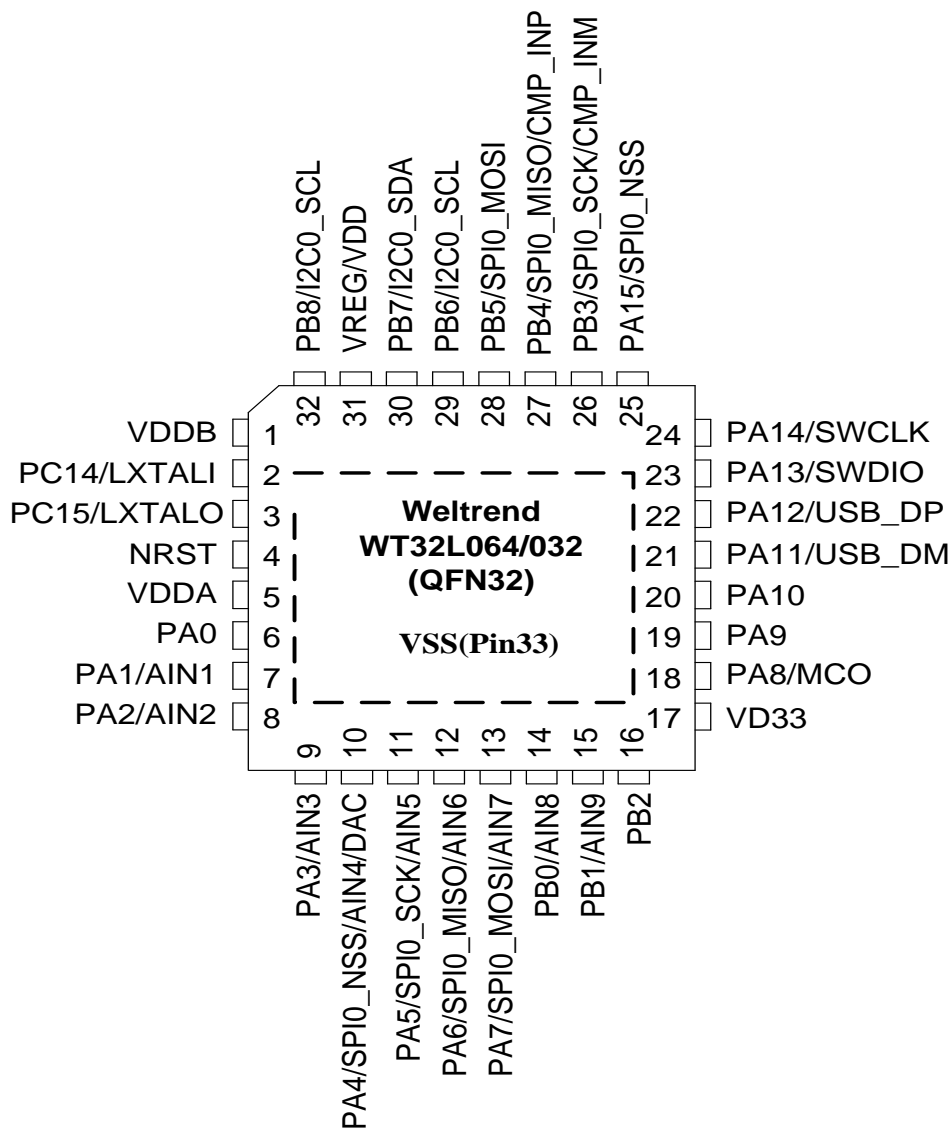 PB8/I2C0_SCL
VREG/VDD
PB7/I2C0_SDA
PB6/I2C0_SCL
PB5/SPI0_MOSI
PB4/SPI0_MISO/CMP_INP
PB3/SPI0_SCK/CMP_INM
PA15/SPI0_NSS
32
31
30
29
28
27
26
25
VDDB 1
PC14/LXTALI 2
PC15/LXTALO 3
NRST 4
VDDA 5
PA0 6
PA1/AIN1 7
PA2/AIN2 8
Weltrend
WT32L064/032
(QFN32)
VSS(Pin33)
24 PA14/SWCLK
23 PA13/SWDIO
22 PA12/USB_DP
21 PA11/USB_DM
20 PA10
19 PA9
18 PA8/MCO
17 VD33
9
10
11
12
13
14
15
16
PA3/AIN3
PA4/SPI0_NSS/AIN4/DAC
PA5/SPI0_SCK/AIN5
PA6/SPI0_MISO/AIN6
PA7/SPI0_MOSI/AIN7
PB0/AIN8
PB1/AIN9
PB2